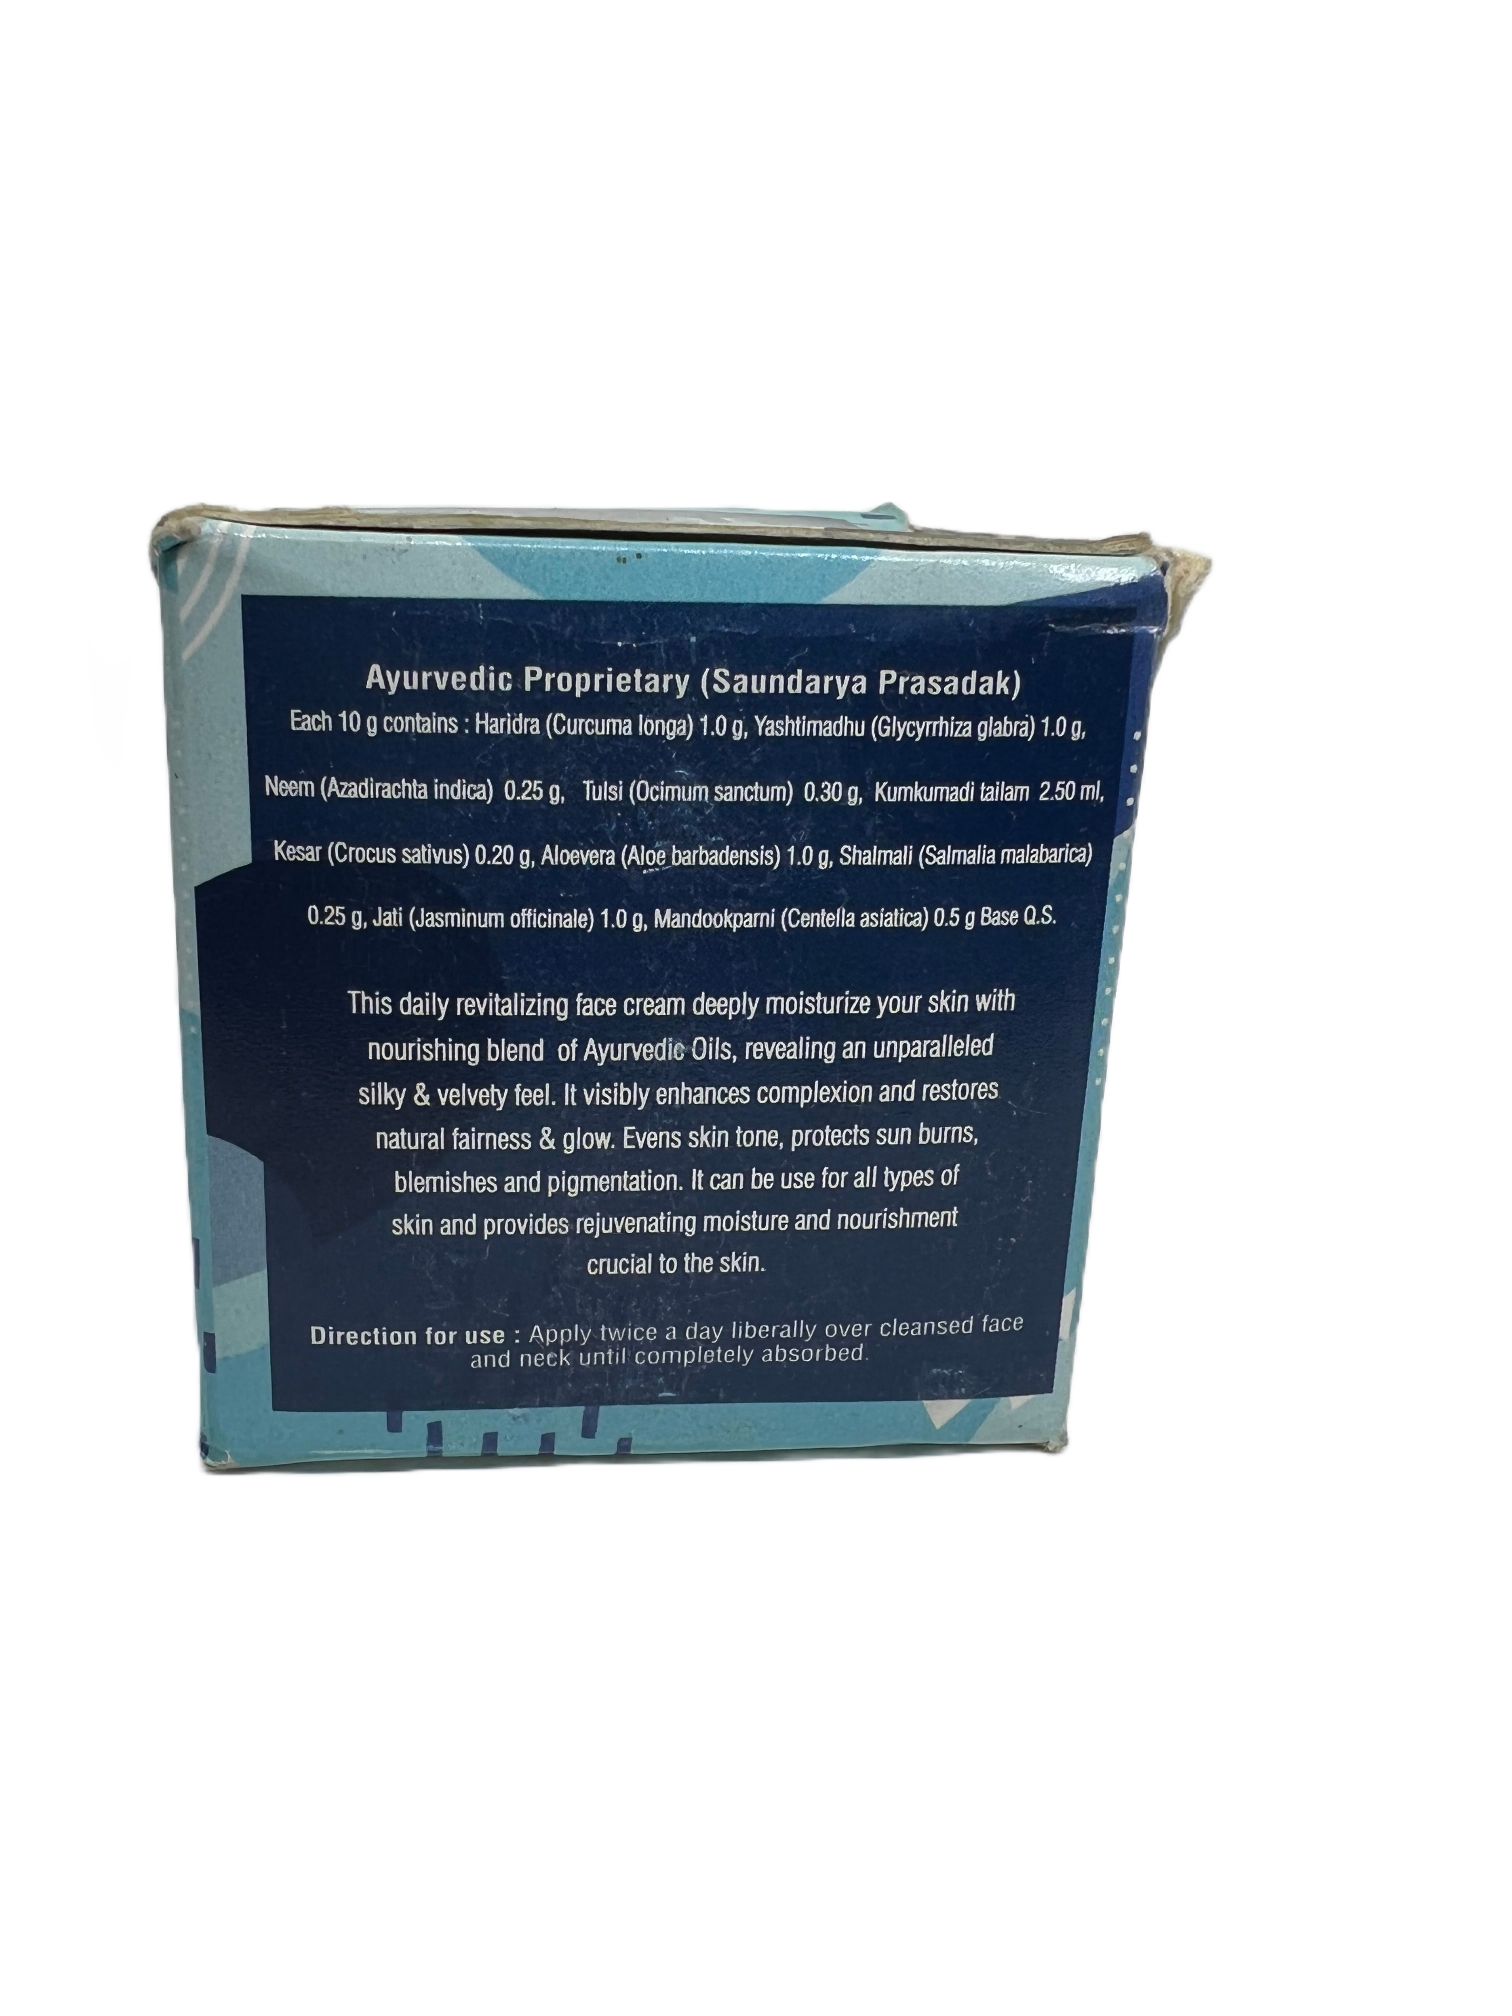 Ayurvedic Proprietary (Saundarya Prasadak)
Each 10 g contains : Haridra (Curcuma longa) 1.0 g, Yashtimadhu (Glycyrrhiza glabra) 1.0 g,
Neem (Azadirachta indica) 0.25 g, Tulsi (Ocimum sanctum) 0.30 g, Kumkumadi tailam 2.50 ml,
Kesar (Crocus sativus) 0.20 g, Aloevera (Aloe barbadensis) 1.0 g, Shalmali (Salmalia malabarica)
0.25 g, Jati (Jasminum officinale) 1.0 g, Mandookparni (Centella asiatica) 0.5 g Base Q.S.
This daily revitalizing face cream deeply moisturize your skin with
nourishing blend of Ayurvedic Oils, revealing an unparalleled
silky & velvety feel. It visibly enhances complexion and restores
natural fairness & glow. Evens skin tone, protects sun burns,
blemishes and pigmentation. It can be use for all types of
skin and provides rejuvenating moisture and nourishment
crucial to the skin.
Direction for use : Apply twice a day liberally over cleansed face
and neck until completely absorbed.